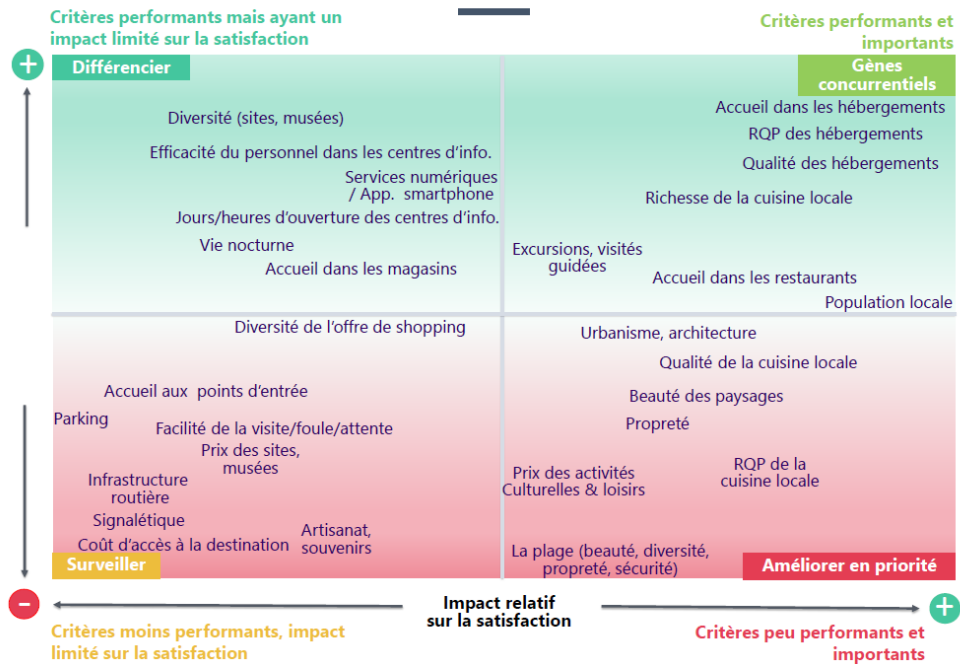 Critères performants mais ayant un
impact limité sur la satisfaction
Critères performants et
importants
+
Différencier
Gènes
concurrentiels
Diversité (sites, musées)
Efficacité du personnel dans les centres d'info.
Services numériques
/ App. smartphone
Jours/heures d'ouverture des centres d'info.
Vie nocturne
Accueil dans les magasins
Accueil dans les hébergements
RQP des hébergements
Qualité des hébergements
Richesse de la cuisine locale
Excursions, visités
guidées
Accueil dans les restaurants
Population locale
Diversité de l'offre de shopping
Accueil aux points d'entrée
Parking
Facilité de la visite/foule/attente
Prix des sites,
musées
Infrastructure
routière
Signalétique
Coût d'accès à la destination
Artisanat,
souvenirs
Surveiller
Urbanisme, architecture
Qualité de la cuisine locale
Beauté des paysages
Propreté
Prix des activités
Culturelles & loisirs
RQP de la
cuisine locale
La plage (beauté, diversité,
propreté, sécurité)
Améliorer en priorité
-
Impact relatif
sur la satisfaction
+
Critères moins performants, impact
limité sur la satisfaction
Critères peu performants et
importants